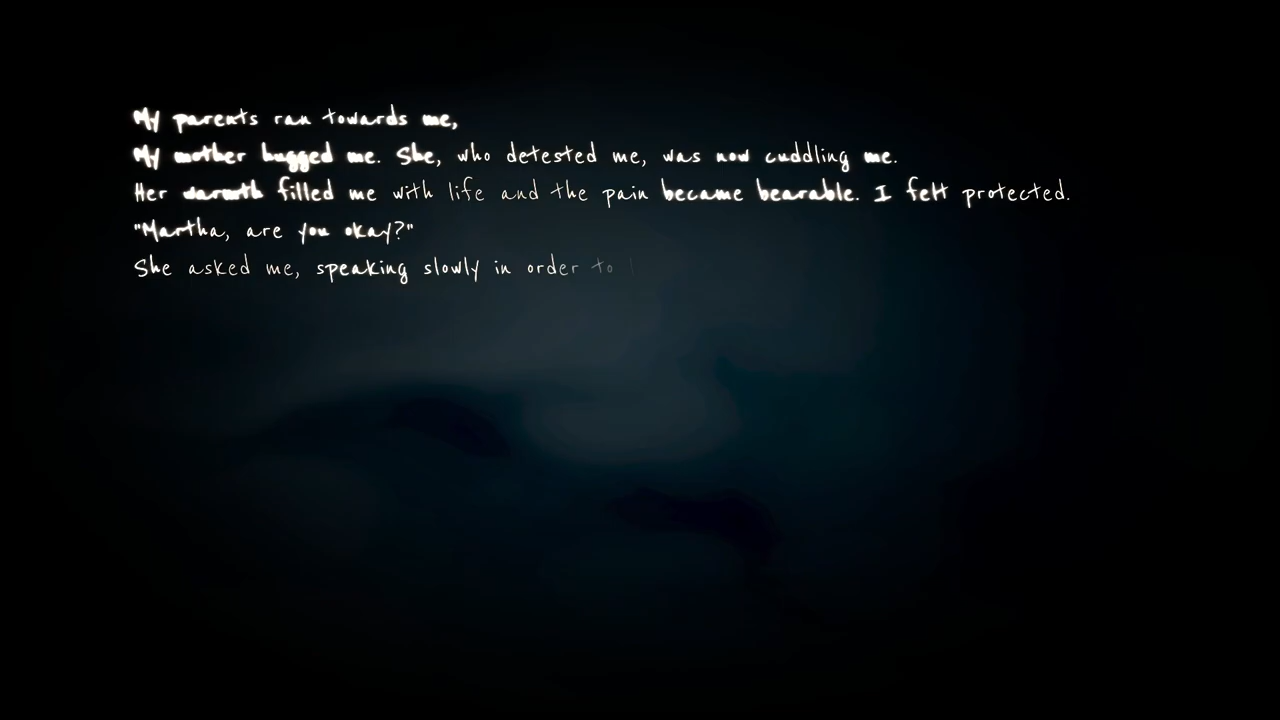 My parents ran towards me,
My mother hugged me. She, who detested me, was now cuddling me.
Her warmth filled me with life and the pain became bearable. I felt protected.
"Martha, are you okay?"
She asked me, speaking slowly in order to